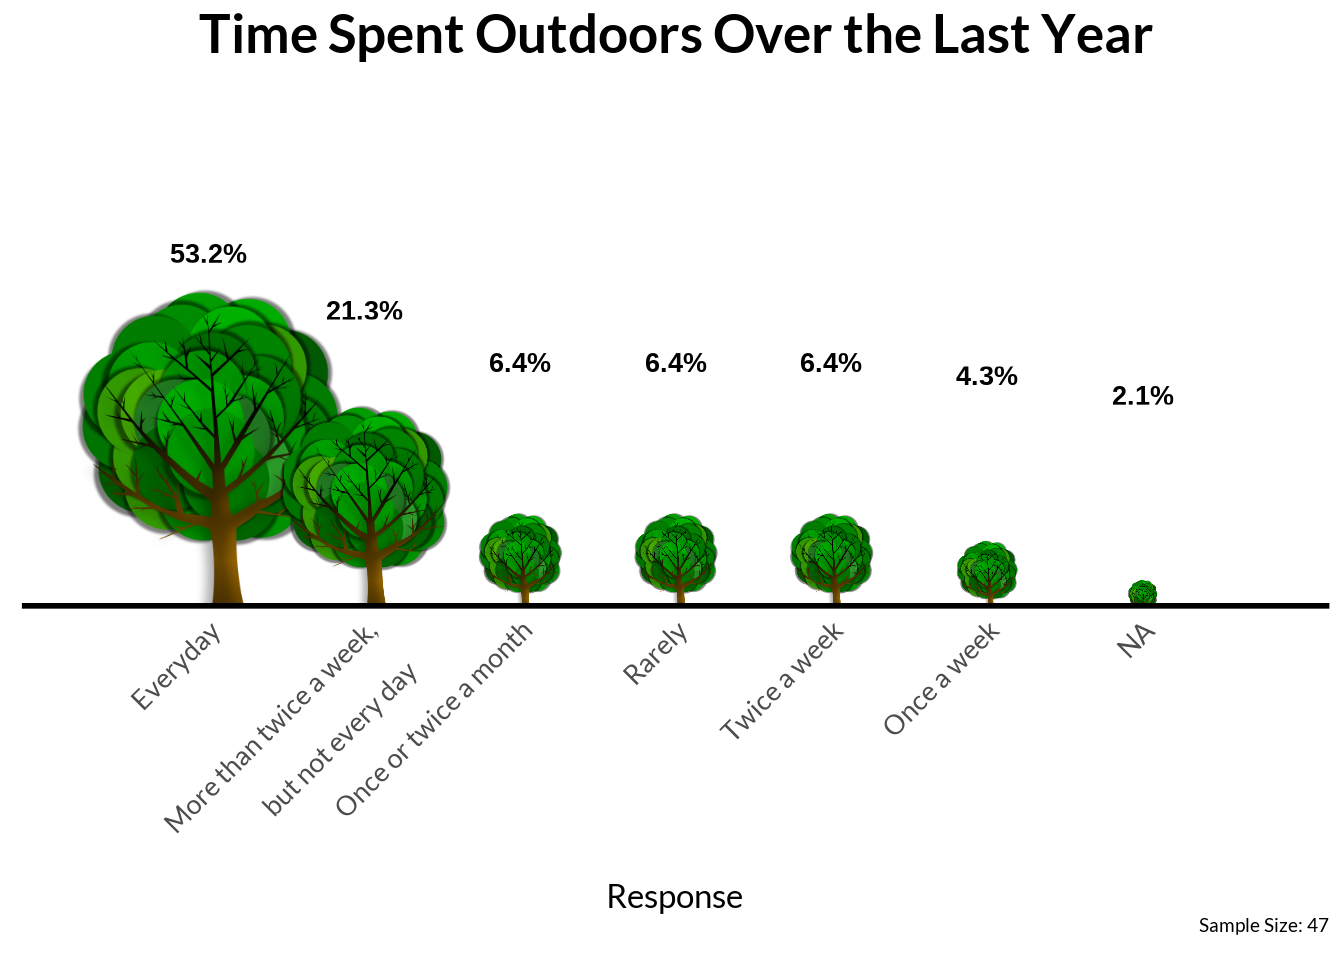 Time Spent Outdoors Over the Last Year
53.2%
21.3%
6.4%
6.4%
6.4%
4.3%
2.1%
Everyday
More than twice a week,
but not every day
Once or twice a month
Rarely
Twice a week
Once a week
NA
Response
Sample Size: 47